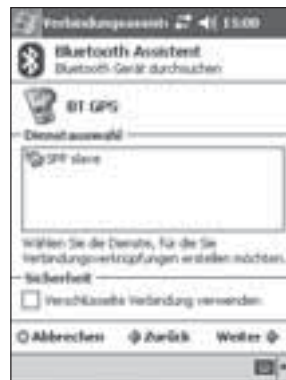 Verbindungsassist. 13:00
Bluetooth Assistent
Bluetooth Gerät durchsuchen
BT GPS
Dienstauswahl
SPP slave
Wählen Sie die Dienste, für die Sie
Verbindungsverknüpfungen erstellen möchten.
Sicherheit
Verschlüsselte Verbindung verwenden
Abbrechen Zurück Weiter